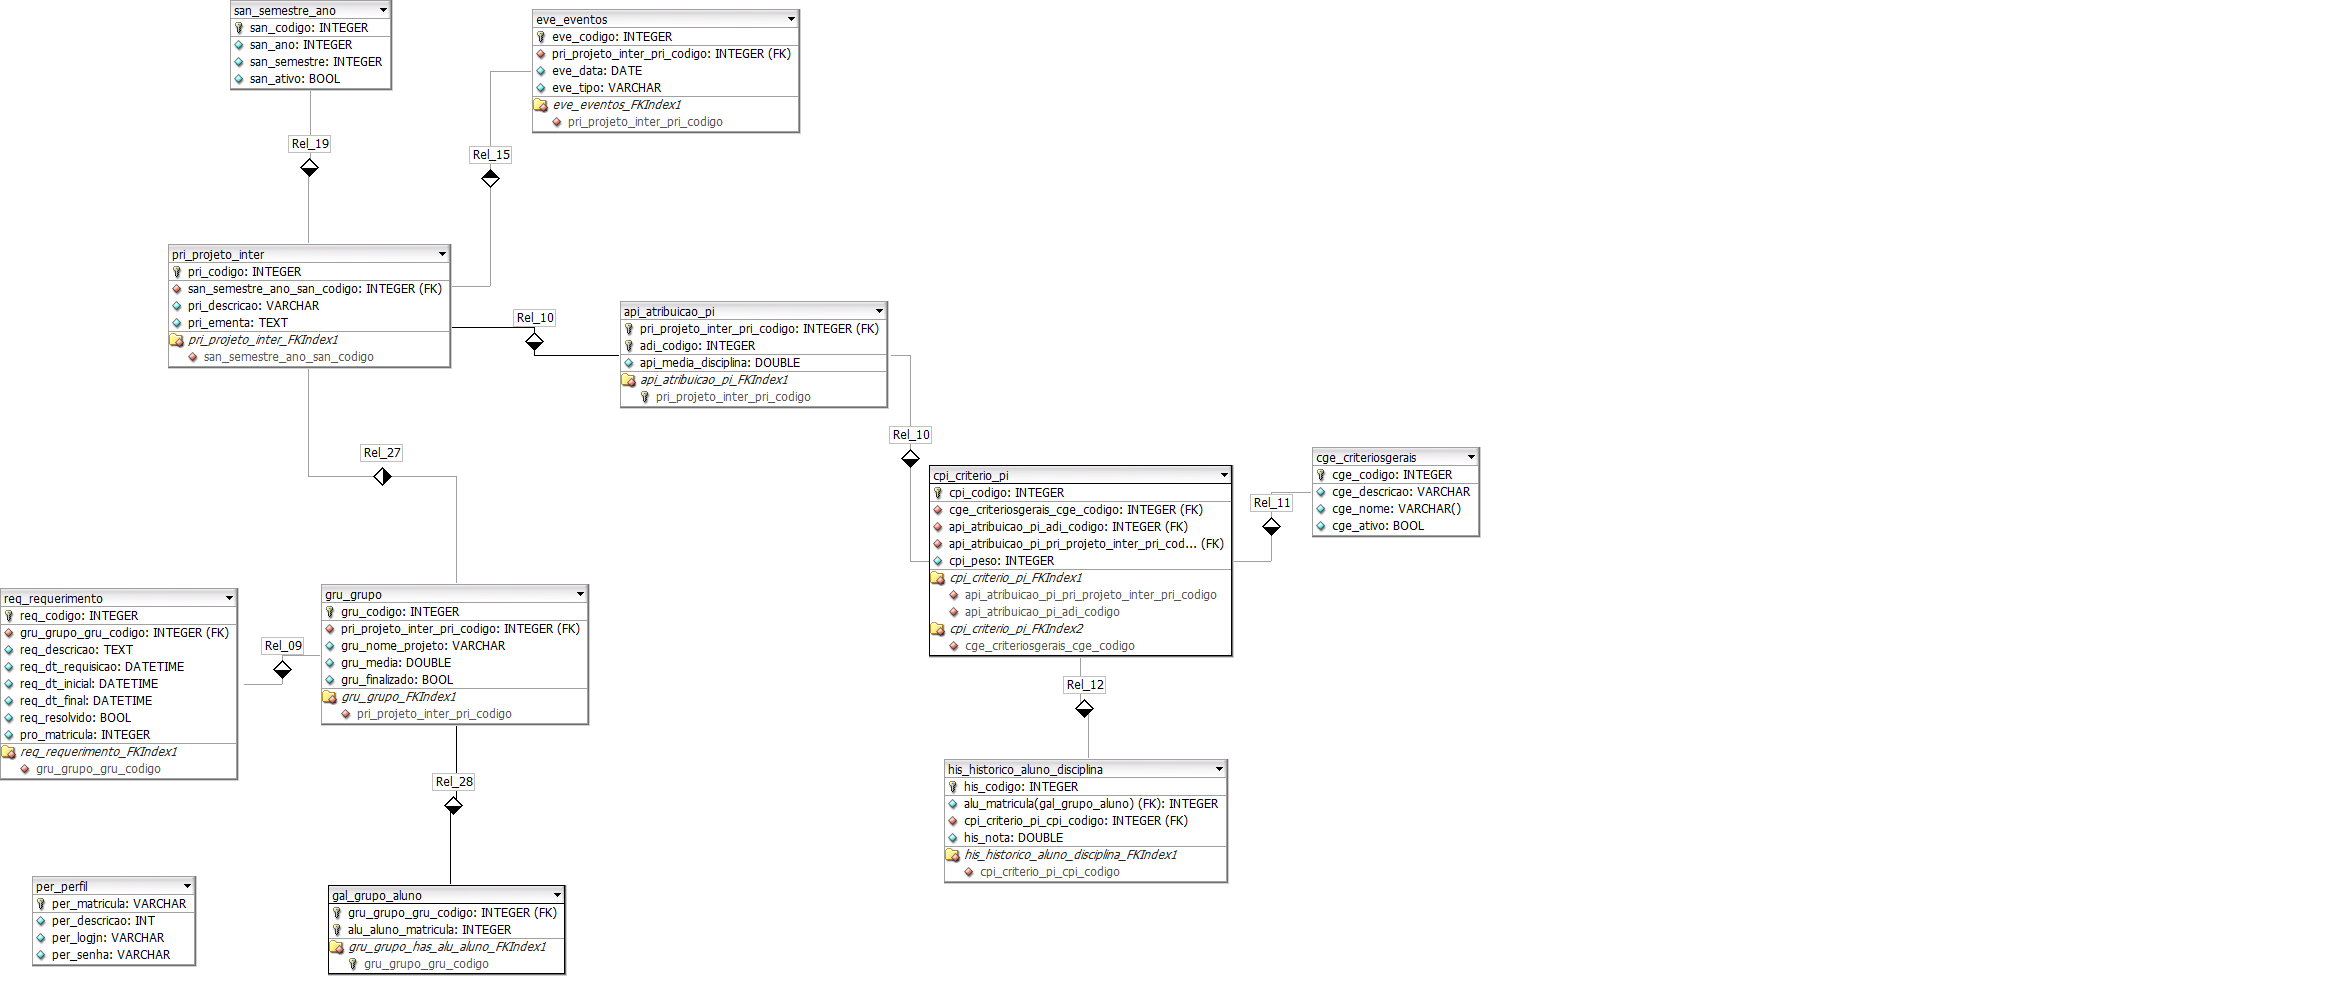 san_semestre_ano
san_codigo: INTEGER
san_ano: INTEGER
san_semestre: INTEGER
san_ativo: BOOL
eve_eventos
eve_codigo: INTEGER
pri_projeto_inter_pri_codigo: INTEGER (FK)
eve_data: DATE
eve_tipo: VARCHAR
eve_eventos_FKIndex1
pri_projeto_inter_pri_codigo
Rel_19
Rel_15
pri_projeto_inter
pri_codigo: INTEGER
san_semestre_ano_san_codigo: INTEGER (FK)
pri_descricao: VARCHAR
pri_ementa: TEXT
pri_projeto_inter_FKIndex1
san_semestre_ano_san_codigo
Rel_10
api_atribuicao_pi
pri_projeto_inter_pri_codigo: INTEGER (FK)
adi_codigo: INTEGER
api_media_disciplina: DOUBLE
api_atribuicao_pi_FKIndex1
pri_projeto_inter_pri_codigo
Rel_27
Rel_10
cpi_criterio_pi
cpi_codigo: INTEGER
cge_criteriosgerais_cge_codigo: INTEGER (FK)
api_atribuicao_pi_adi_codigo: INTEGER (FK)
api_atribuicao_pi_pri_projeto_inter_pri_cod... (FK)
cpi_peso: INTEGER
cpi_criterio_pi_FKIndex1
api_atribuicao_pi_pri_projeto_inter_pri_codigo
api_atribuicao_pi_adi_codigo
cpi_criterio_pi_FKIndex2
cge_criteriosgerais_cge_codigo
Rel_11
cge_criteriosgerais
cge_codigo: INTEGER
cge_descricao: VARCHAR
cge_nome: VARCHAR()
cge_ativo: BOOL
req_requerimento
req_codigo: INTEGER
gru_grupo_gru_codigo: INTEGER (FK)
req_descricao: TEXT
req_dt_requisicao: DATETIME
req_dt_inicial: DATETIME
req_dt_final: DATETIME
req_resolvido: BOOL
pro_matricula: INTEGER
req_requerimento_FKIndex1
gru_grupo_gru_codigo
Rel_09
gru_grupo
gru_codigo: INTEGER
pri_projeto_inter_pri_codigo: INTEGER (FK)
gru_nome_projeto: VARCHAR
gru_media: DOUBLE
gru_finalizado: BOOL
gru_grupo_FKIndex1
pri_projeto_inter_pri_codigo
Rel_12
Rel_28
his_historico_aluno_disciplina
his_codigo: INTEGER
alu_matricula(gal_grupo_aluno) (FK): INTEGER
cpi_criterio_pi_cpi_codigo: INTEGER (FK)
his_nota: DOUBLE
his_historico_aluno_disciplina_FKIndex1
cpi_criterio_pi_cpi_codigo
per_perfil
per_matricula: VARCHAR
per_descricao: INT
per_logjn: VARCHAR
per_senha: VARCHAR
gal_grupo_aluno
gru_grupo_gru_codigo: INTEGER (FK)
alu_aluno_matricula: INTEGER
gru_grupo_has_alu_aluno_FKIndex1
gru_grupo_gru_codigo